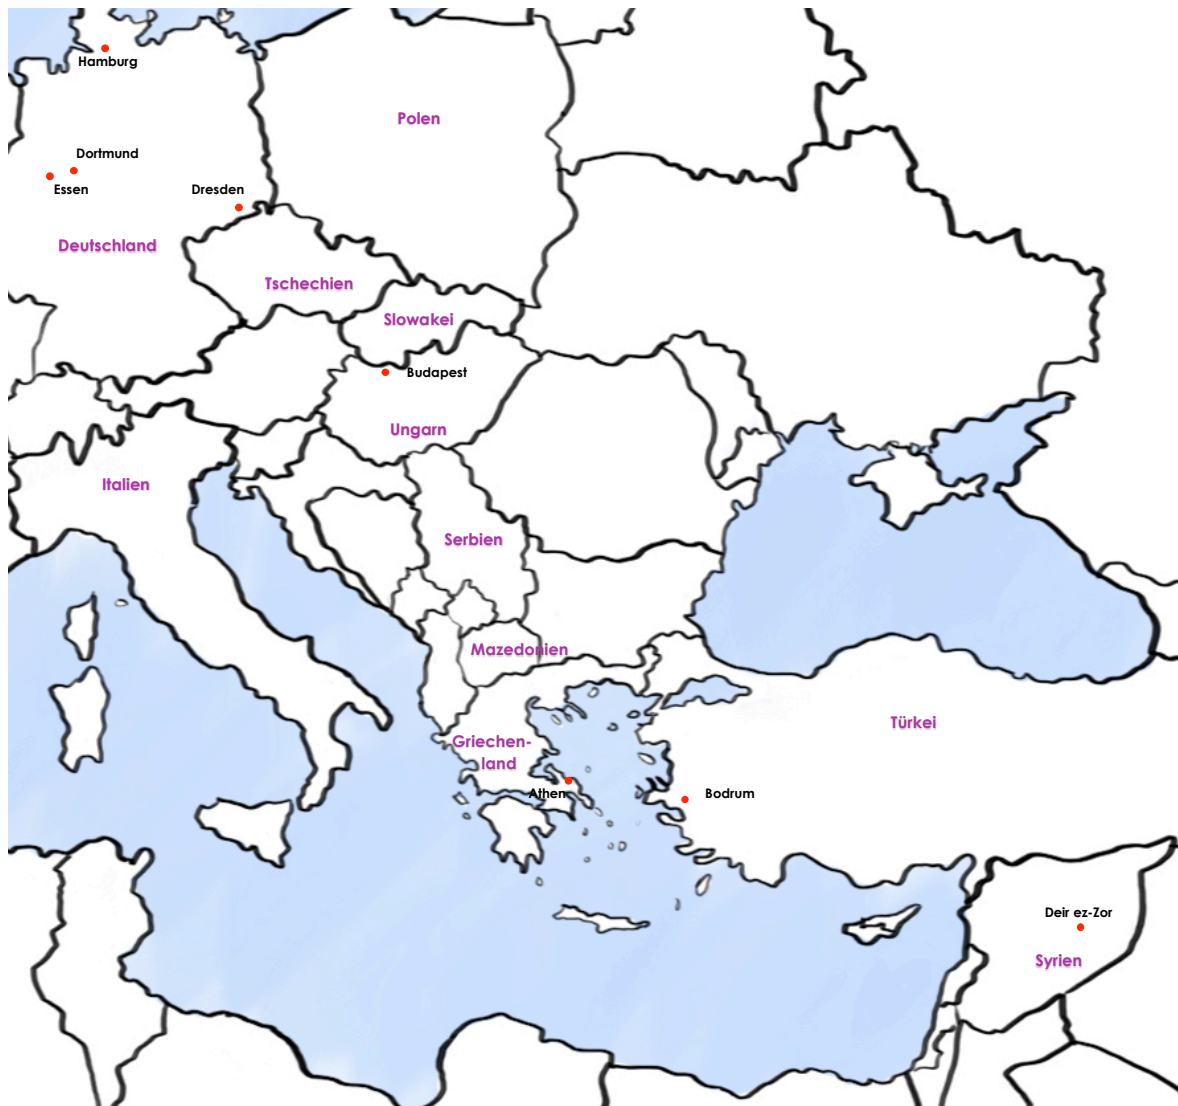 Hamburg
Polen
Dortmund
Essen
Dresden
Deutschland
Tschechien
Slowakei
Budapest
Ungarn
Italien
Serbien
Mazedonien
Türkei
Griechen-
land
Athen
Bodrum
Deir ez-Zor
Syrien